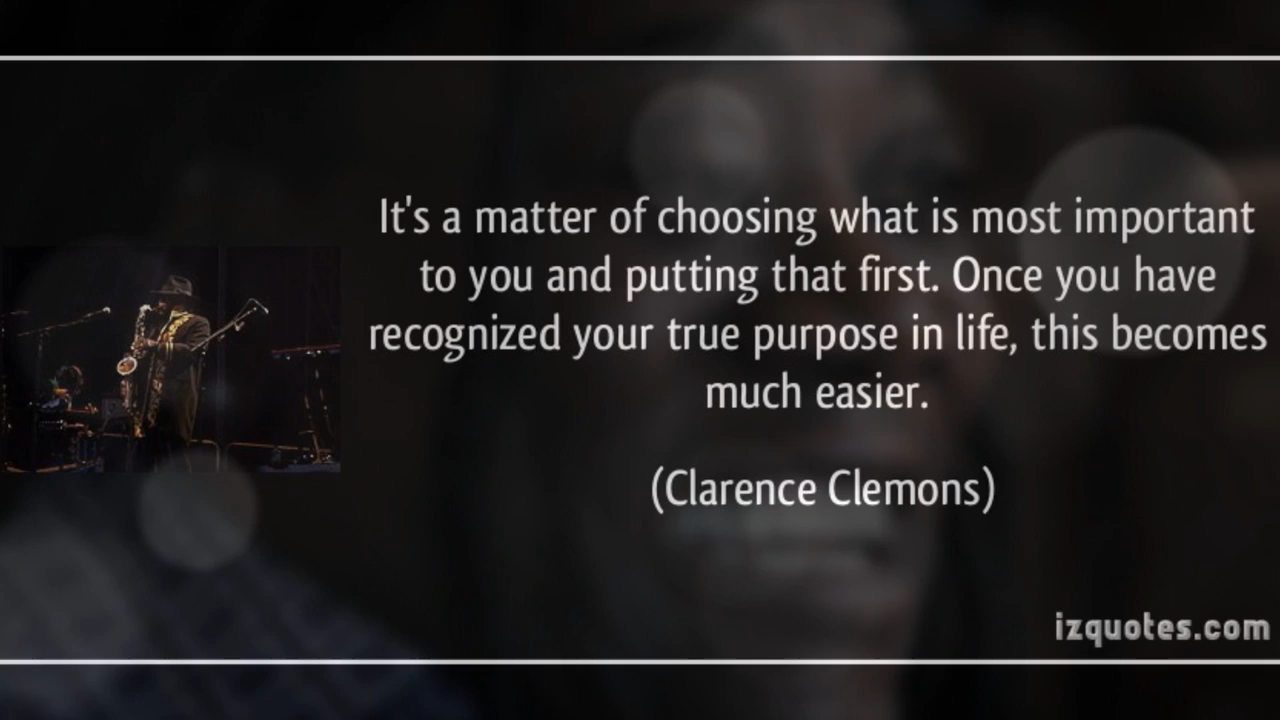 It's a matter of choosing what is most important
to you and putting that first. Once you have
recognized your true purpose in life, this becomes
much easier.
(Clarence Clemons)
izquotes.com